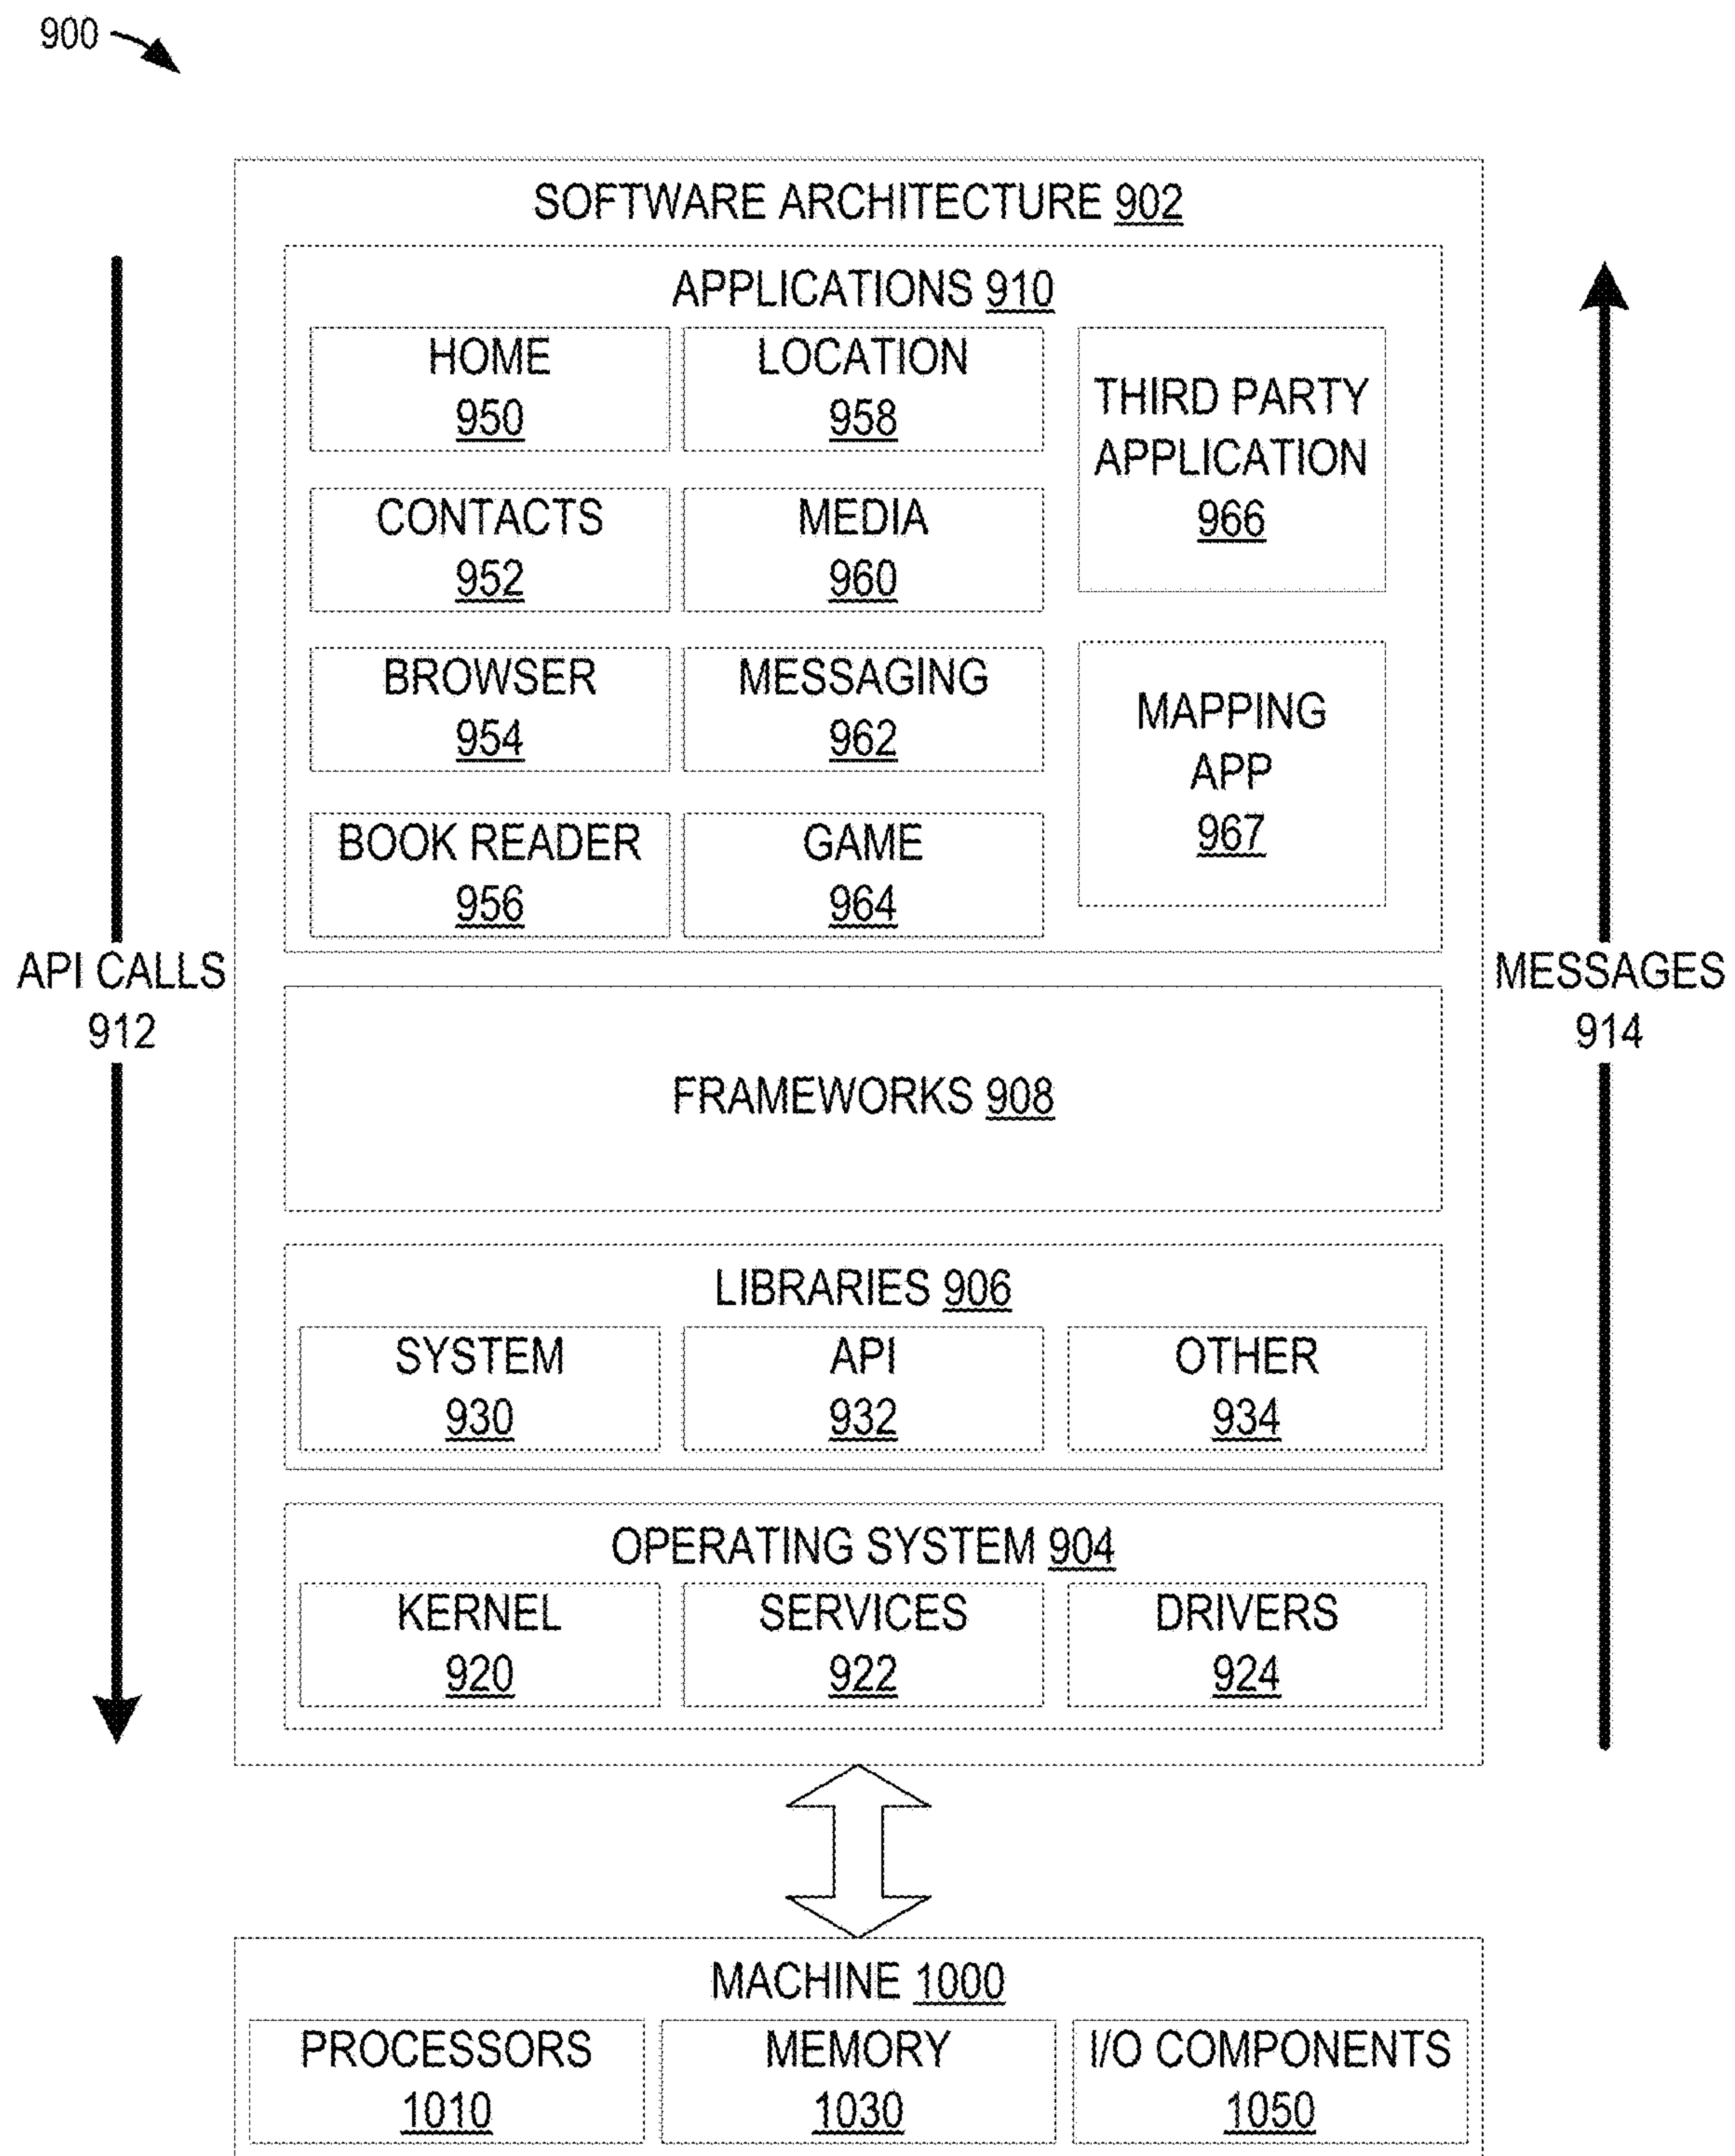 900
SOFTWARE ARCHITECTURE 902
APPLICATIONS 910
HOME
950
LOCATION
958
THIRD PARTY
APPLICATION
966
CONTACTS
952
MEDIA
960
BROWSER
954
MESSAGING
962
MAPPING
APP
967
BOOK READER
956
GAME
964
API CALLS
912
MESSAGES
914
FRAMEWORKS 908
LIBRARIES 906
SYSTEM
930
API
932
OTHER
934
OPERATING SYSTEM 904
KERNEL
920
SERVICES
922
DRIVERS
924
MACHINE 1000
PROCESSORS
1010
MEMORY
1030
I/O COMPONENTS
1050